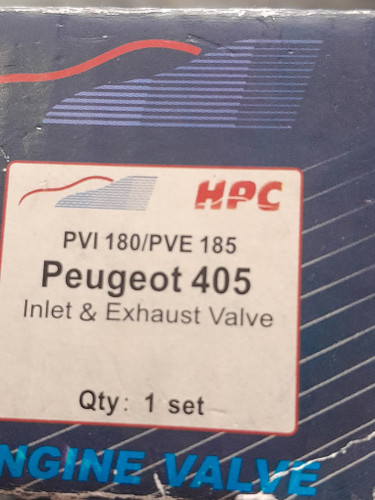 HPC
PVI 180/PVE 185
Peugeot 405
Inlet & Exhaust Valve
Qty: 1 set
NGINE VALVE